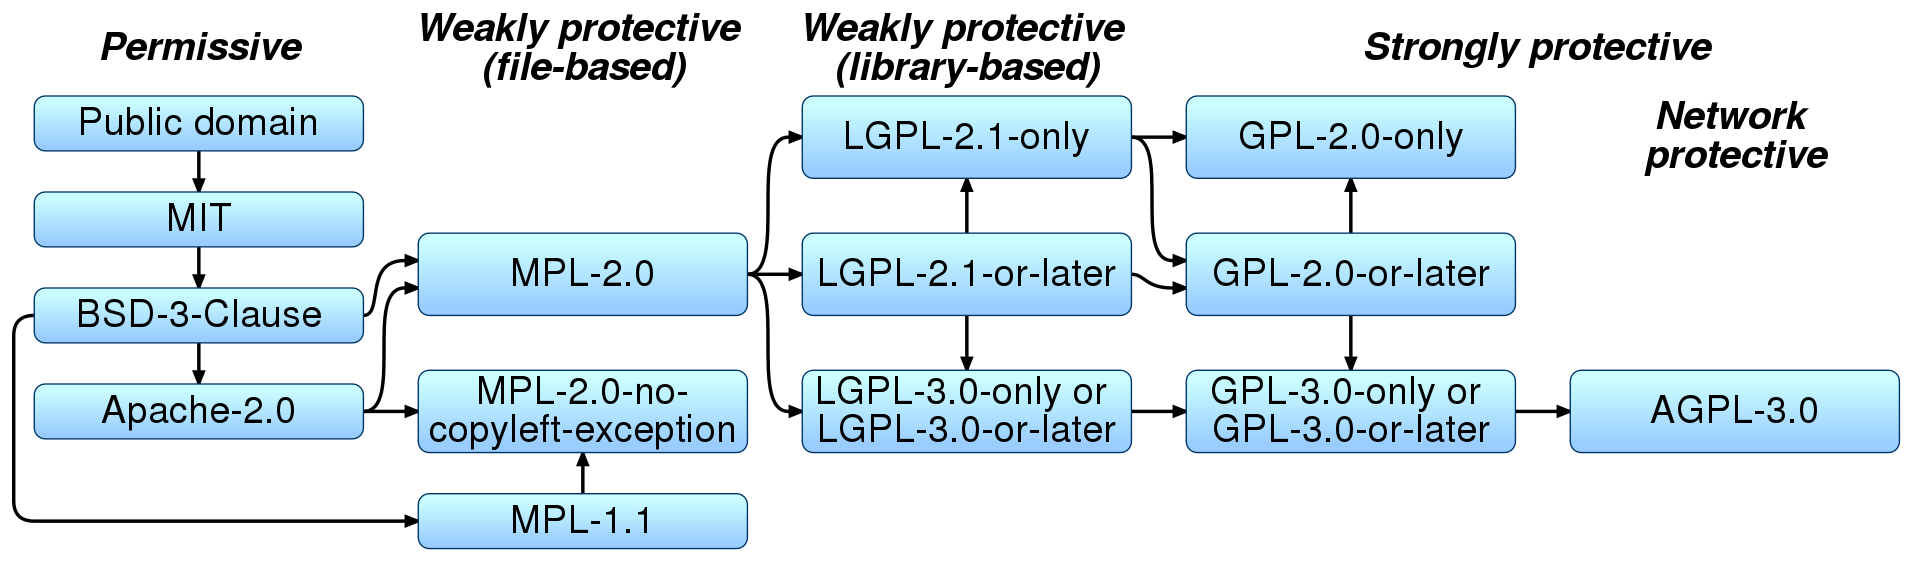 Permissive
Weakly protective
(file-based)
Weakly protective
(library-based)
Strongly protective
Network
protective
Public domain
MIT
BSD-3-Clause
Apache-2.0
MPL-2.0
MPL-2.0-no-
copyleft-exception
MPL-1.1
LGPL-2.1-only
LGPL-2.1-or-later
LGPL-3.0-only or
LGPL-3.0-or-later
GPL-2.0-only
GPL-2.0-or-later
GPL-3.0-only or
GPL-3.0-or-later
AGPL-3.0